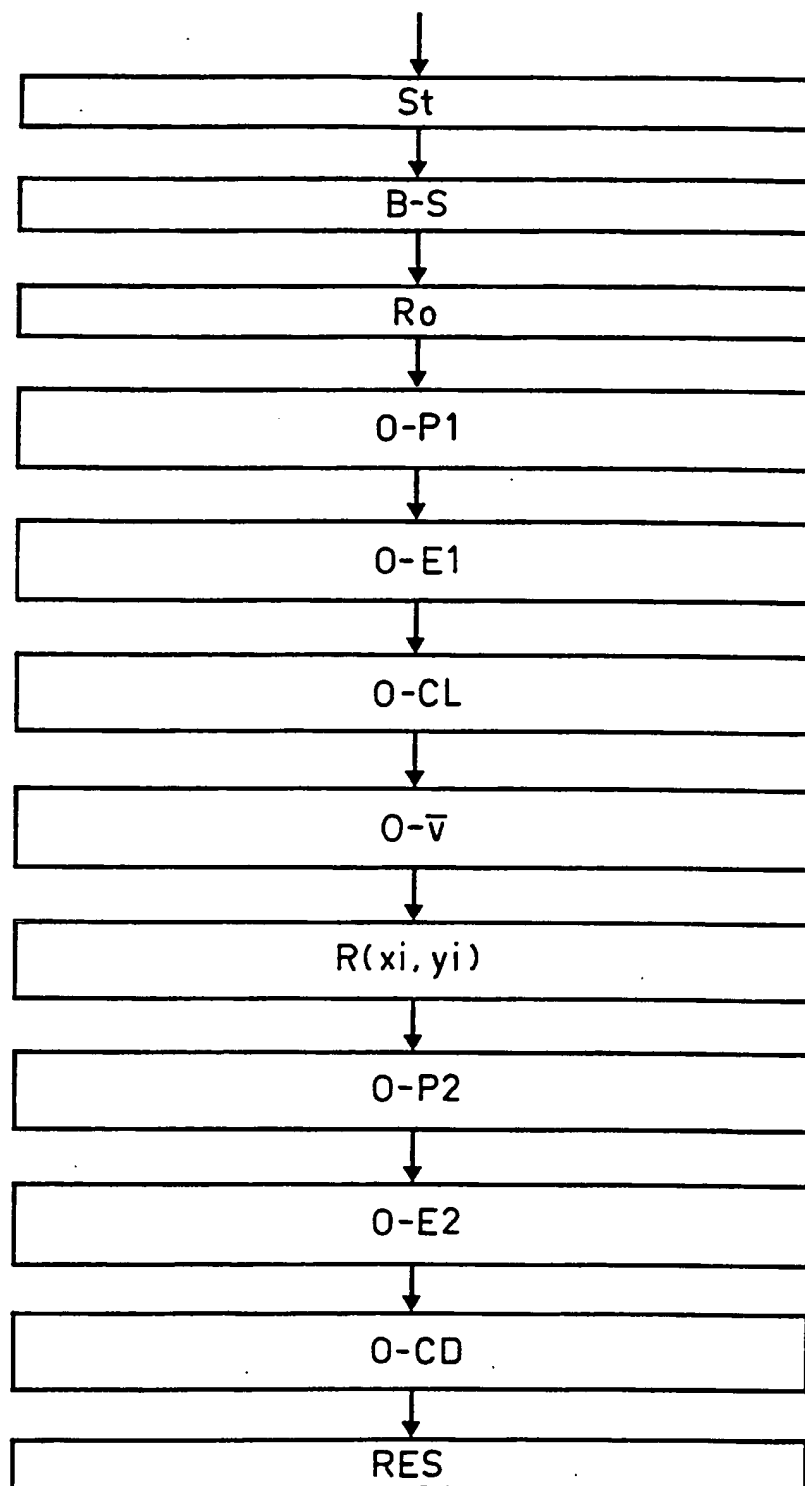 St
B-S
Ro
O-P1
O-E1
O-CL
O-v̅
R(xi, yi)
O-P2
O-E2
O-CD
RES